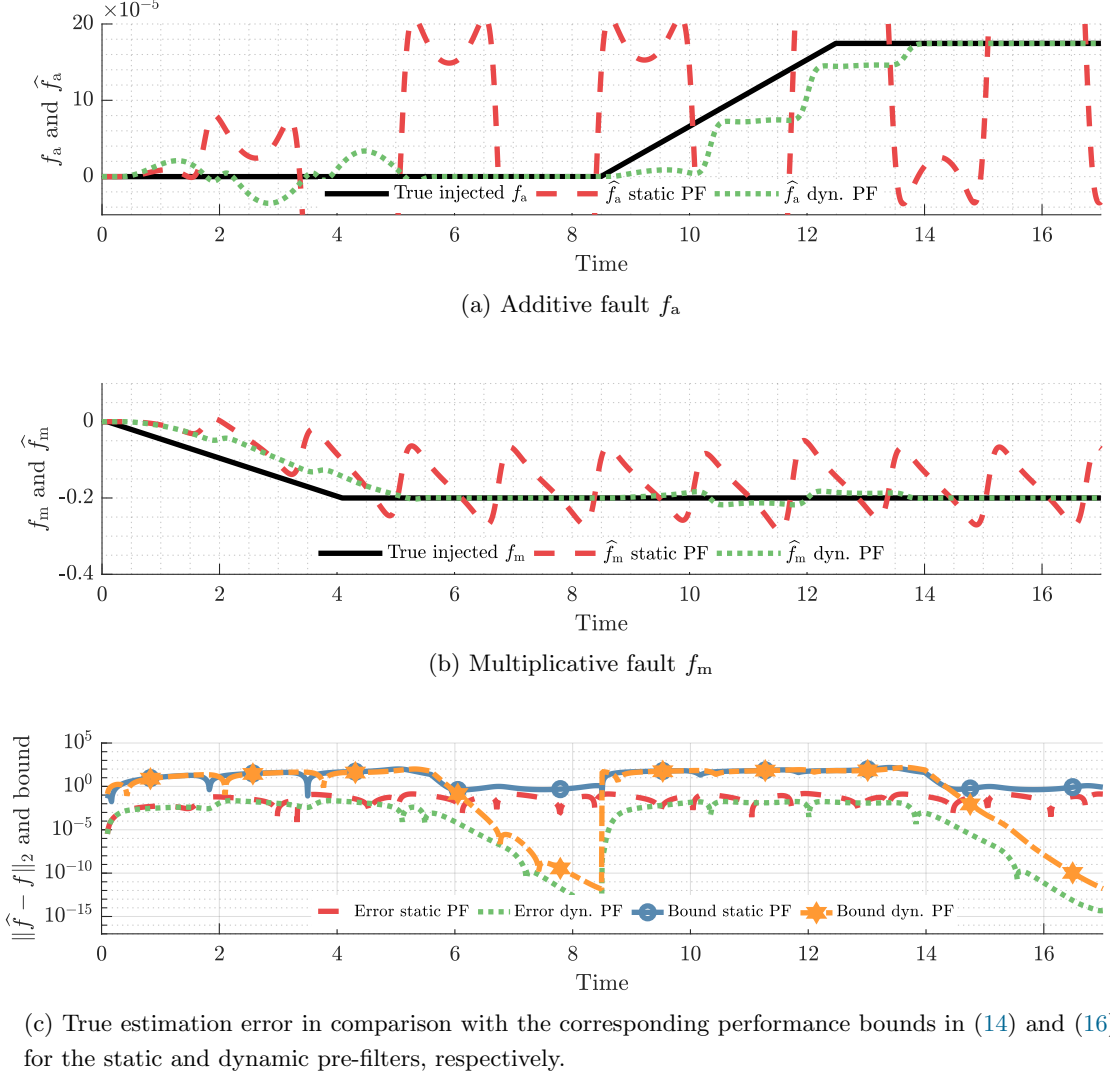 ×10⁻⁵
20
10
0
f_a and f̂_a
True injected f_a
f̂_a static PF
f̂_a dyn. PF
0 2 4 6 8 10 12 14 16
Time
(a) Additive fault f_a
0
-0.2
-0.4
f_m and f̂_m
True injected f_m
f̂_m static PF
f̂_m dyn. PF
0 2 4 6 8 10 12 14 16
Time
(b) Multiplicative fault f_m
10⁵
10⁰
10⁻⁵
10⁻¹⁰
10⁻¹⁵
‖f̂ − f‖₂ and bound
Error static PF
Error dyn. PF
Bound static PF
Bound dyn. PF
0 2 4 6 8 10 12 14 16
Time
(c) True estimation error in comparison with the corresponding performance bounds in (14) and (16
for the static and dynamic pre-filters, respectively.